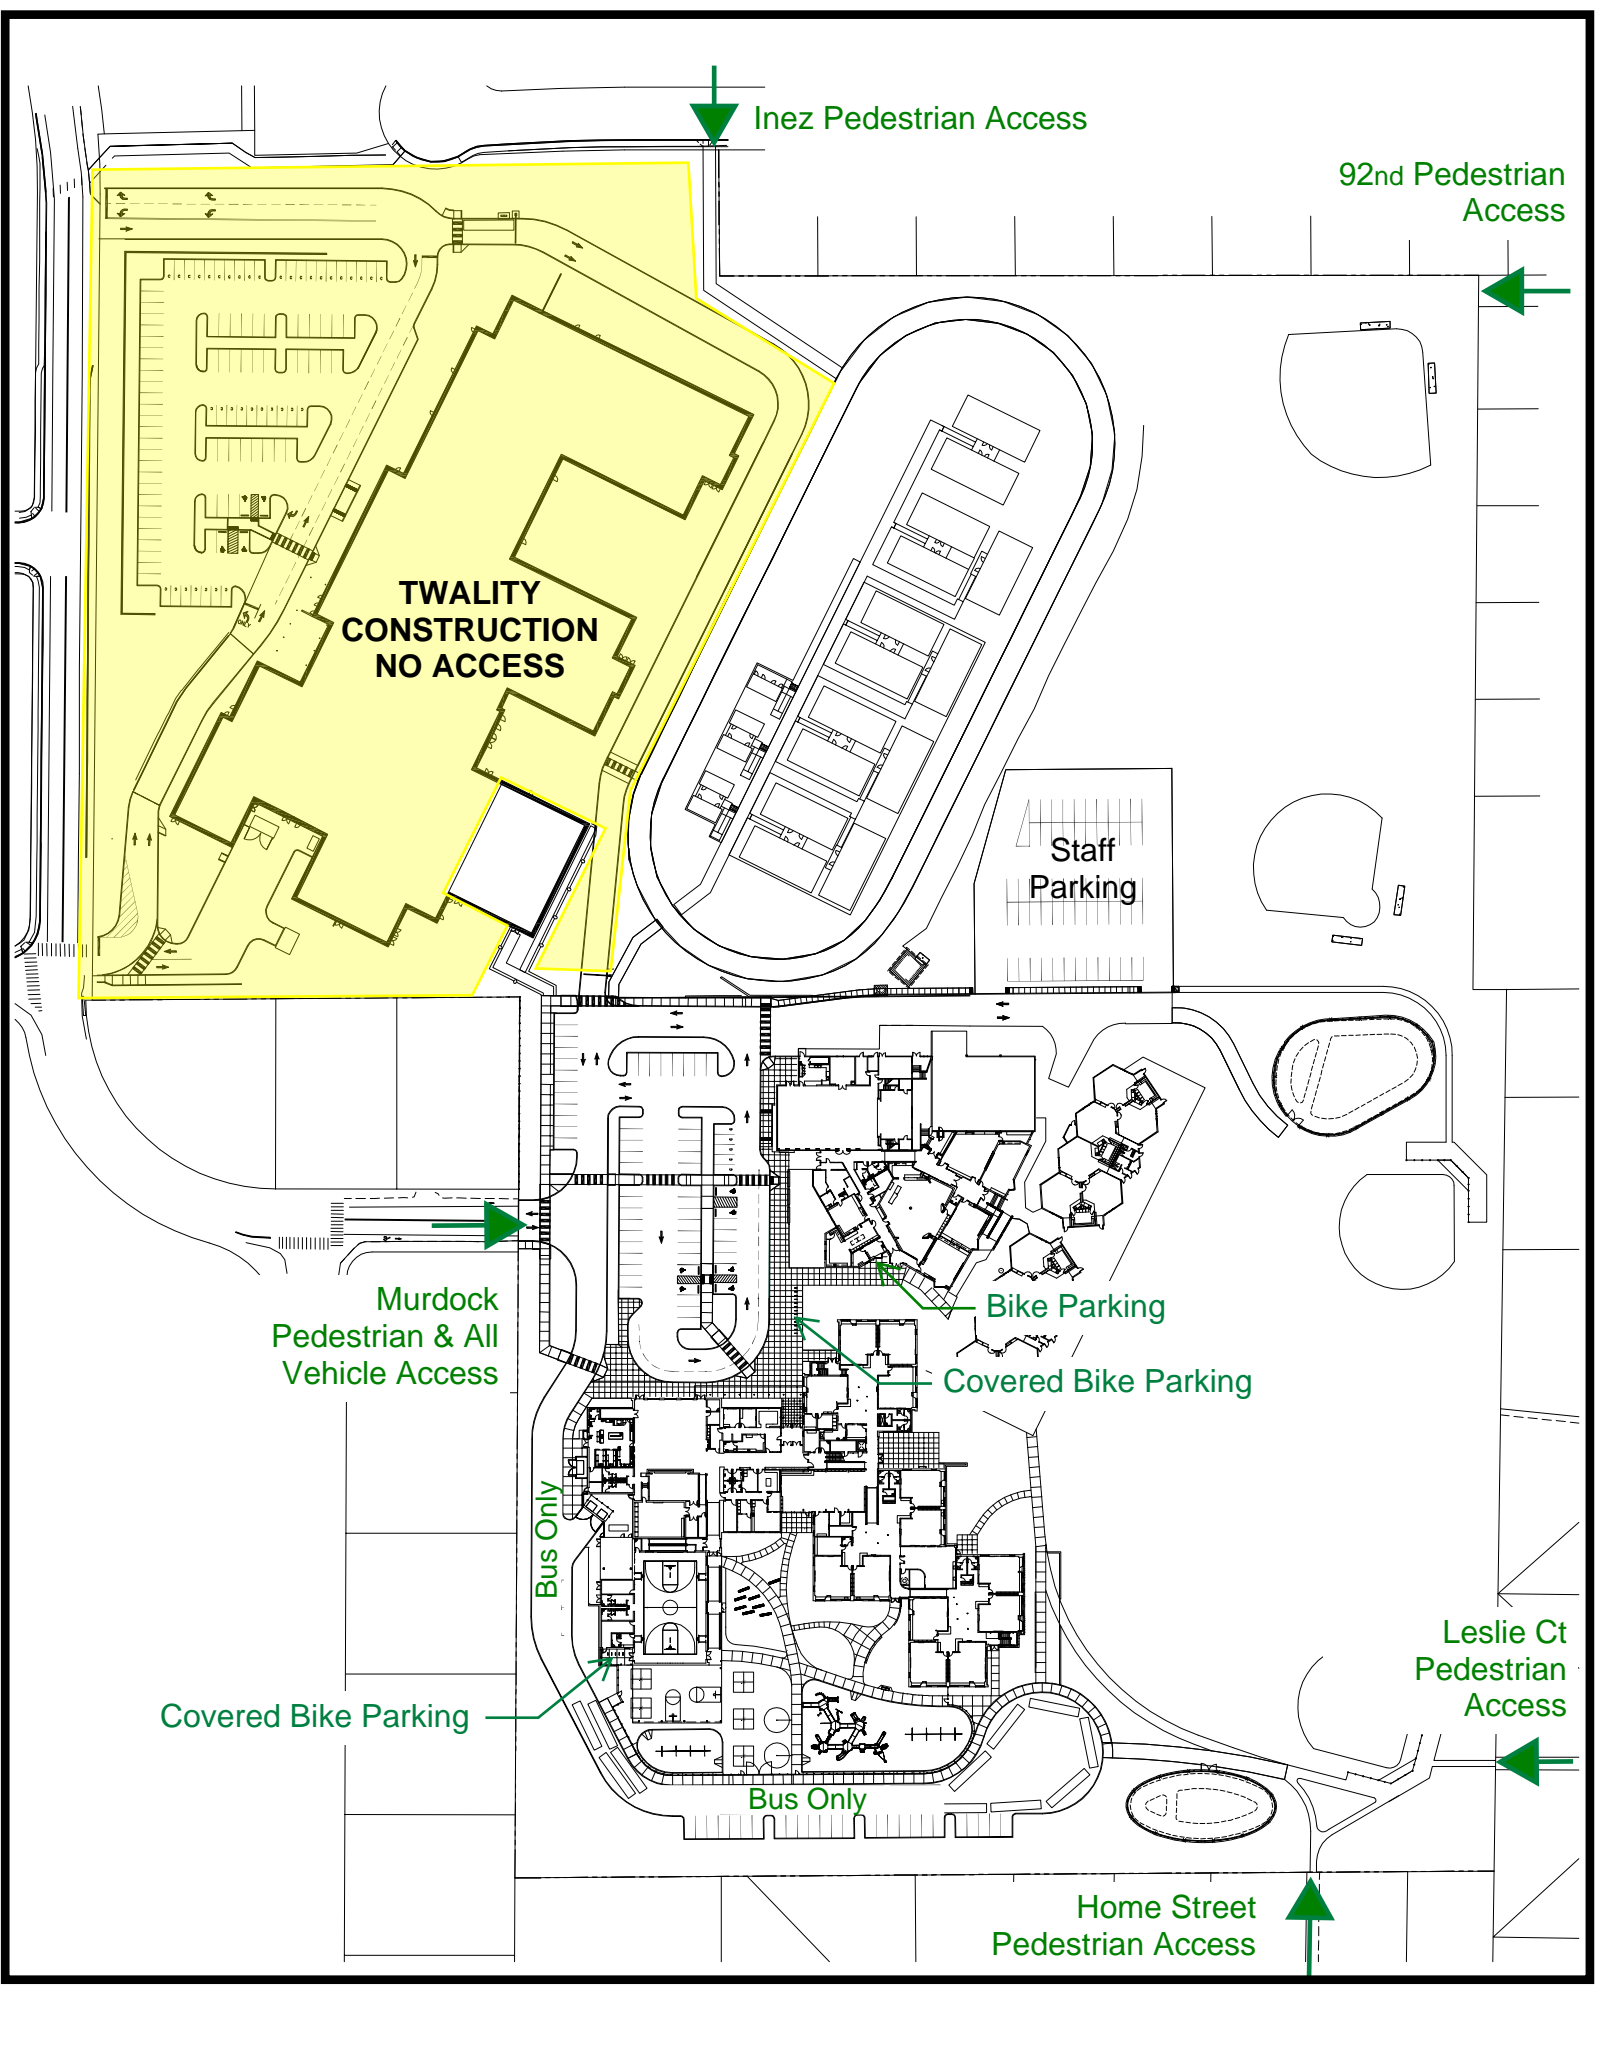 Inez Pedestrian Access
92nd Pedestrian
Access
TWALITY
CONSTRUCTION
NO ACCESS
Staff
Parking
Murdock
Pedestrian & All
Vehicle Access
Bike Parking
Covered Bike Parking
Bus Only
Leslie Ct
Pedestrian
Access
Covered Bike Parking
Bus Only
Home Street
Pedestrian Access